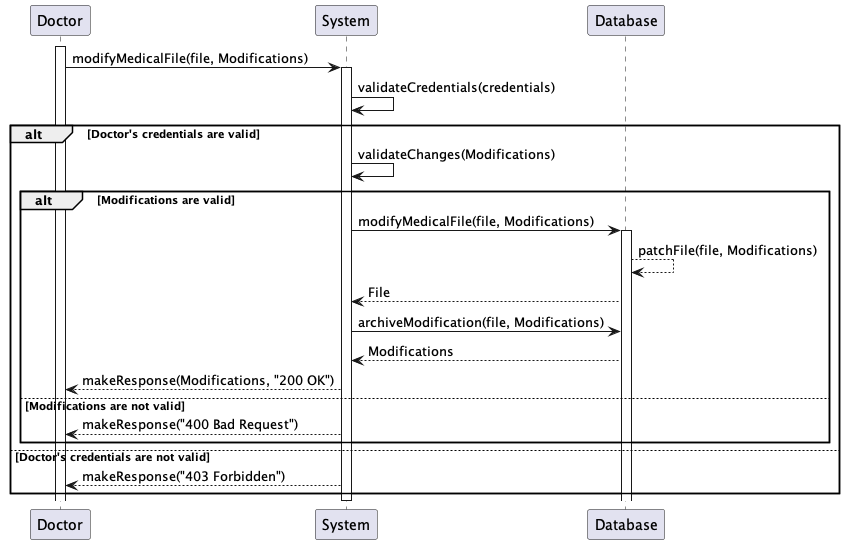 Doctor
System
Database
modifyMedicalFile(file, Modifications)
validateCredentials(credentials)
alt
[Doctor's credentials are valid]
validateChanges(Modifications)
alt
[Modifications are valid]
modifyMedicalFile(file, Modifications)
patchFile(file, Modifications)
File
archiveModification(file, Modifications)
Modifications
makeResponse(Modifications, "200 OK")
[Modifications are not valid]
makeResponse("400 Bad Request")
[Doctor's credentials are not valid]
makeResponse("403 Forbidden")
Doctor
System
Database